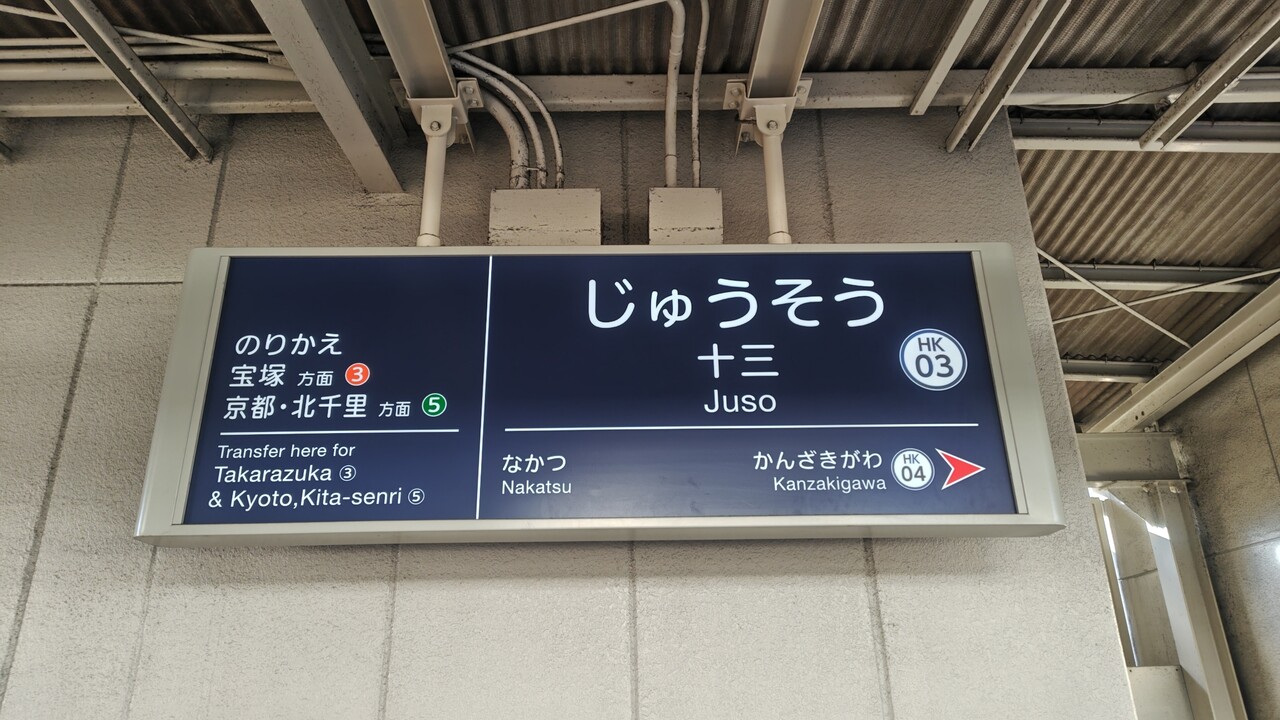 のりかえ
宝塚 方面 3
京都・北千里 方面 5
Transfer here for
Takarazuka ③
& Kyoto,Kita-senri ⑤
じゅうそう
十三
Juso
HK
03
なかつ
Nakatsu
かんざきがわ
Kanzakigawa
HK
04